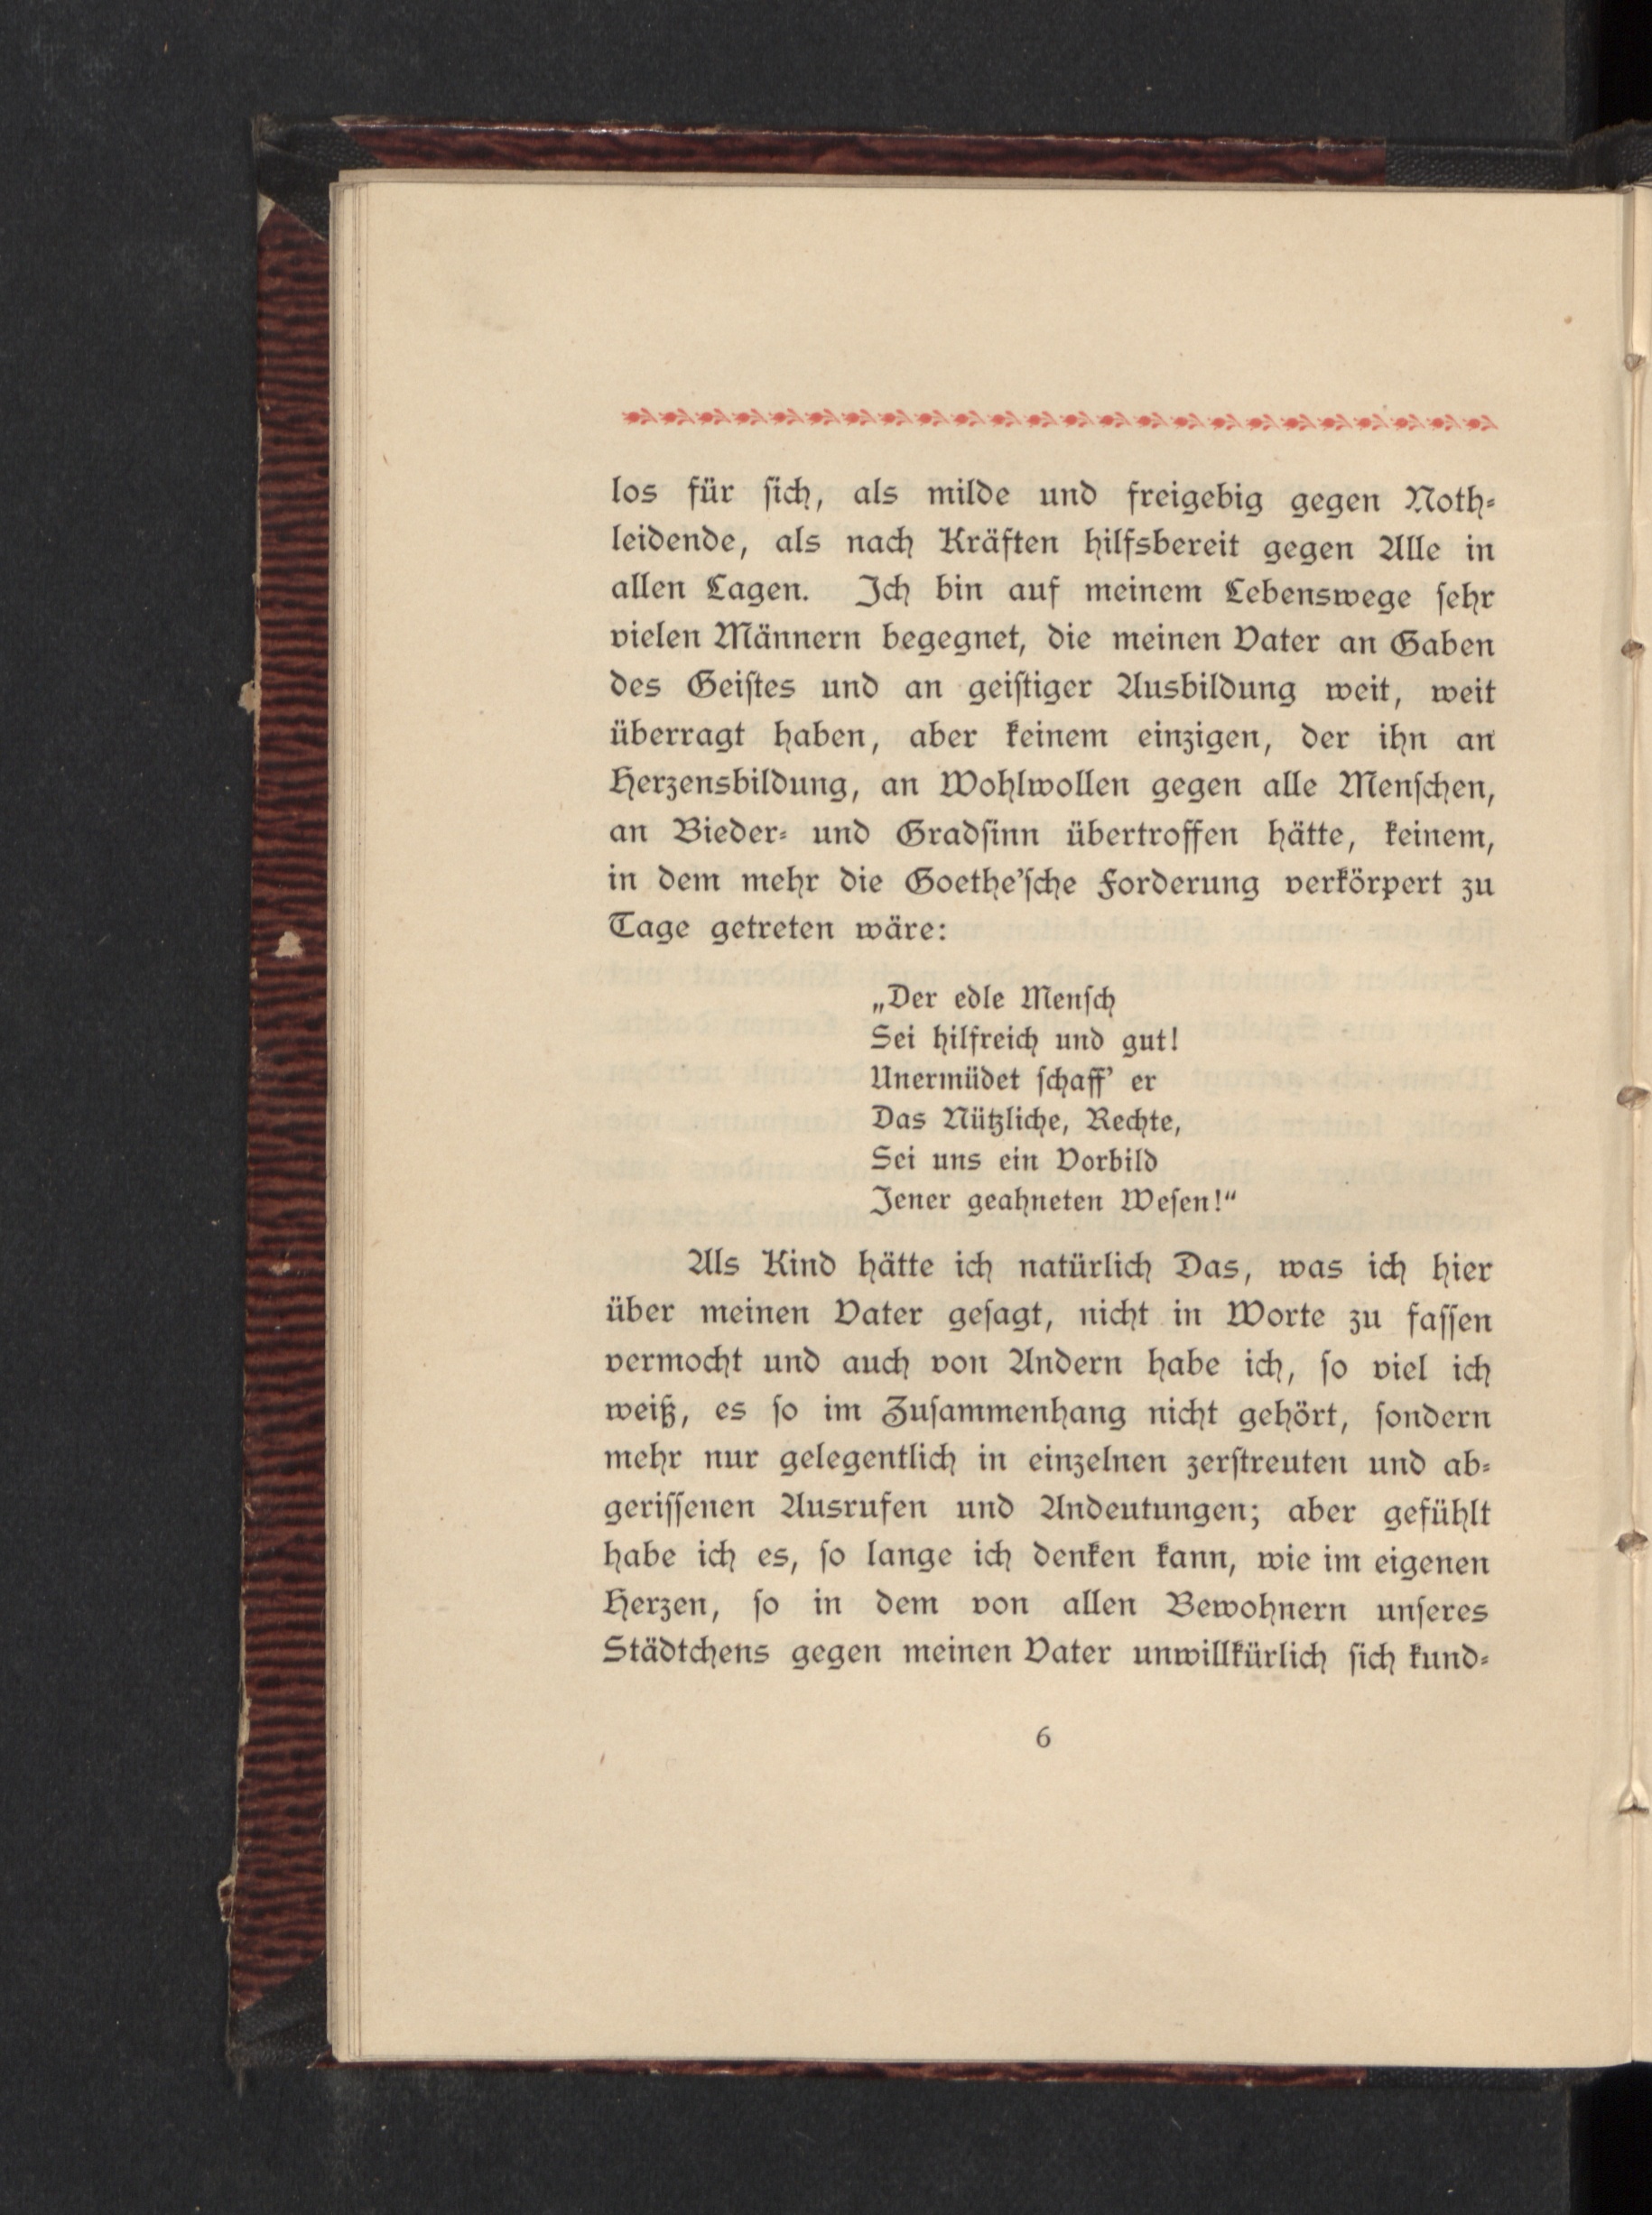 los für ſich, als milde und freigebig gegen Noth⸗
leidende, als nach Kräften hilfsbereit gegen Alle in
allen Lagen. Ich bin auf meinem Lebenswege ſehr
vielen Männern begegnet, die meinen Vater an Gaben
des Geiſtes und an geiſtiger Ausbildung weit, weit
überragt haben, aber keinem einzigen, der ihn an
Herzensbildung, an Wohlwollen gegen alle Menſchen,
an Bieder⸗ und Gradſinn übertroffen hätte, keinem,
in dem mehr die Goethe’ſche Forderung verkörpert zu
Tage getreten wäre:
„Der edle Menſch
Sei hilfreich und gut!
Unermüdet ſchaff’ er
Das Nützliche, Rechte,
Sei uns ein Vorbild
Jener geahneten Weſen!“
Als Kind hätte ich natürlich Das, was ich hier
über meinen Vater geſagt, nicht in Worte zu faſſen
vermocht und auch von Andern habe ich, ſo viel ich
weiß, es ſo im Zuſammenhang nicht gehört, ſondern
mehr nur gelegentlich in einzelnen zerſtreuten und ab⸗
geriſſenen Ausrufen und Andeutungen; aber gefühlt
habe ich es, ſo lange ich denken kann, wie im eigenen
Herzen, ſo in dem von allen Bewohnern unſeres
Städtchens gegen meinen Vater unwillkürlich ſich kund⸗
6